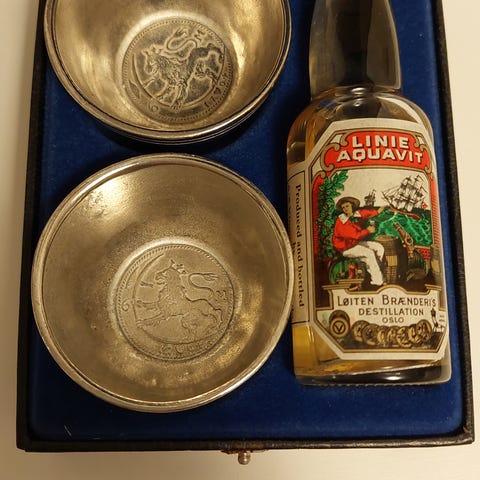 LINIE
AQUAVIT
Produced and bottled
LØITEN BRÆNDERIS
DESTILLATION
OSLO